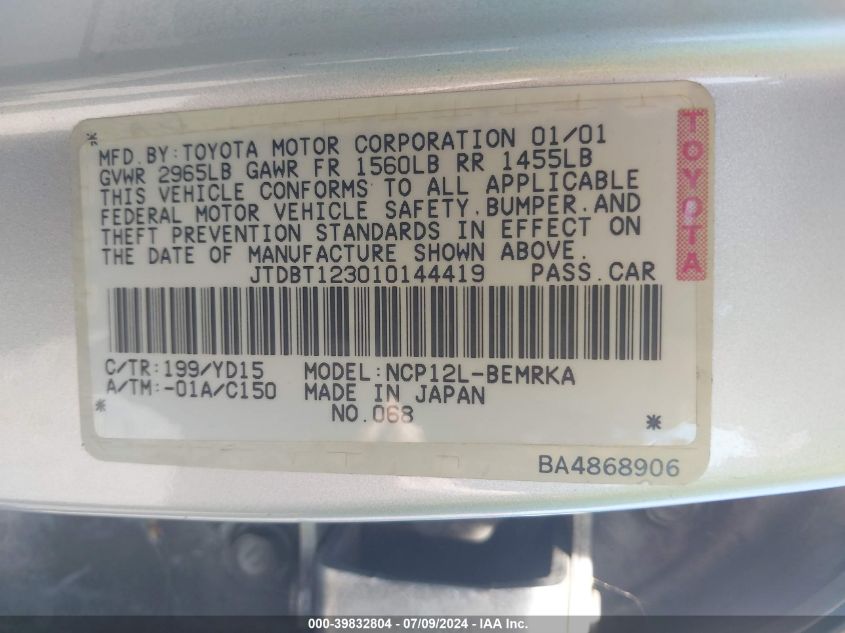 MFD. BY: TOYOTA MOTOR CORPORATION 01/01
GVWR 2965LB GAWR FR 1560LB RR 1455LB
THIS VEHICLE CONFORMS TO ALL APPLICABLE
FEDERAL MOTOR VEHICLE SAFETY, BUMPER, AND
THEFT PREVENTION STANDARDS IN EFFECT ON
THE DATE OF MANUFACTURE SHOWN ABOVE.
JTDBT123010144419 PASS. CAR
TOYOTA
C/TR: 199/YD15 MODEL: NCP12L-BEMRKA
A/TM: -01A/C150 MADE IN JAPAN
NO. 068
BA4868906
000-39832804 - 07/09/2024 - IAA Inc.